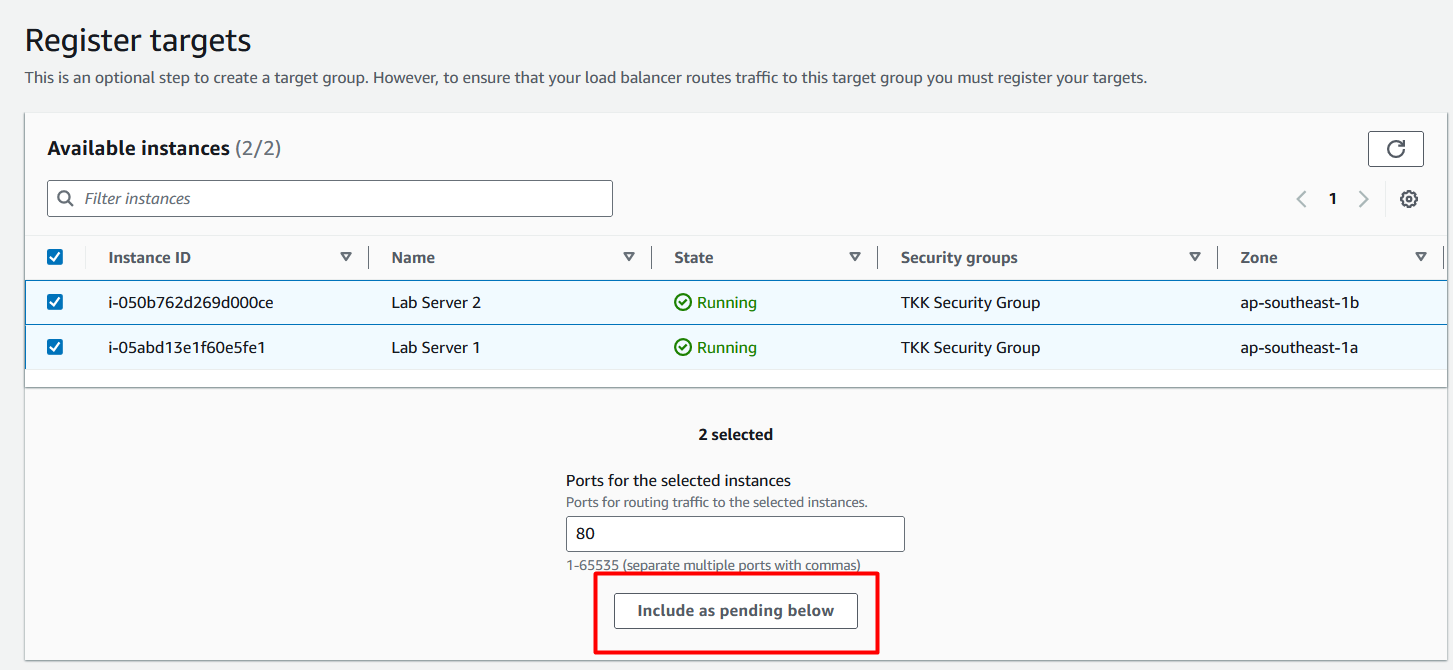 Register targets
This is an optional step to create a target group. However, to ensure that your load balancer routes traffic to this target group you must register your targets.
Available instances (2/2)
Filter instances
1
Instance ID Name State Security groups Zone
i-050b762d269d000ce Lab Server 2 Running TKK Security Group ap-southeast-1b
i-05abd13e1f60e5fe1 Lab Server 1 Running TKK Security Group ap-southeast-1a
2 selected
Ports for the selected instances
Ports for routing traffic to the selected instances.
80
1-65535 (separate multiple ports with commas)
Include as pending below